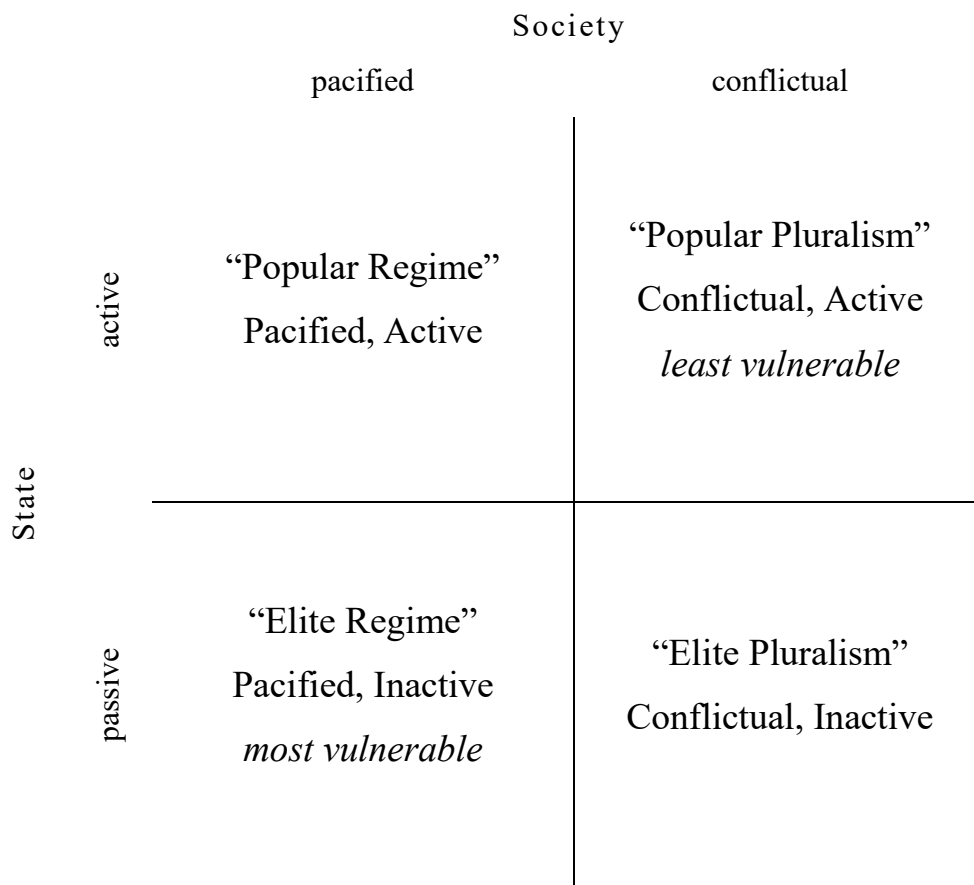 Society
pacified
conflictual
State
active
“Popular Regime”
Pacified, Active
“Popular Pluralism”
Conflictual, Active
least vulnerable
passive
“Elite Regime”
Pacified, Inactive
most vulnerable
“Elite Pluralism”
Conflictual, Inactive